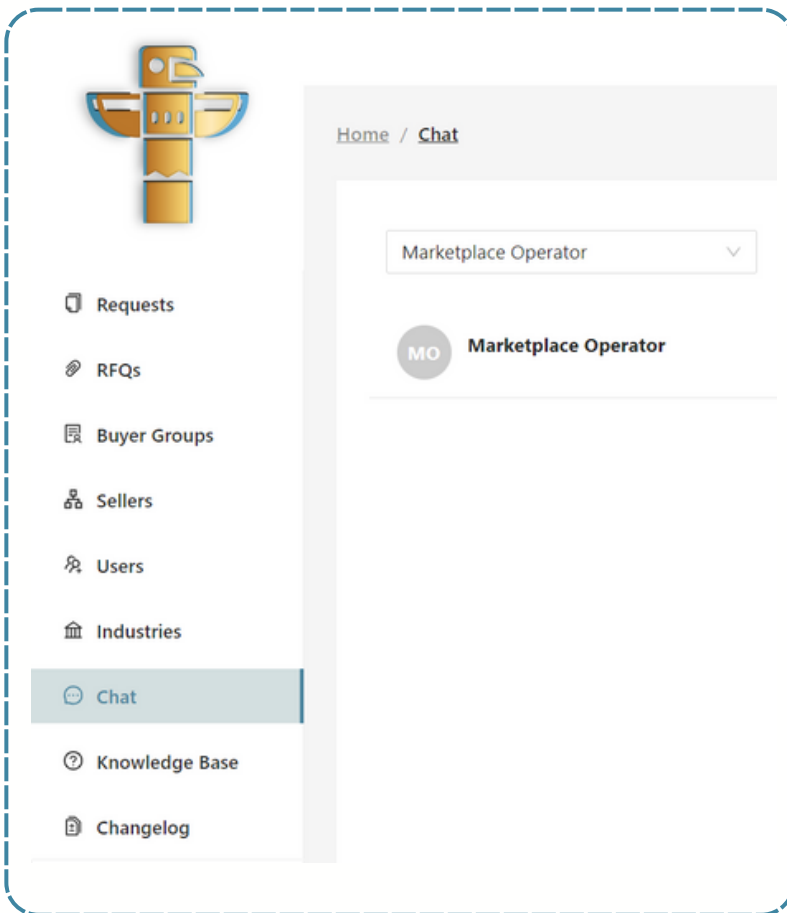 Home / Chat
Marketplace Operator
MO Marketplace Operator
Requests
RFQs
Buyer Groups
Sellers
Users
Industries
Chat
Knowledge Base
Changelog